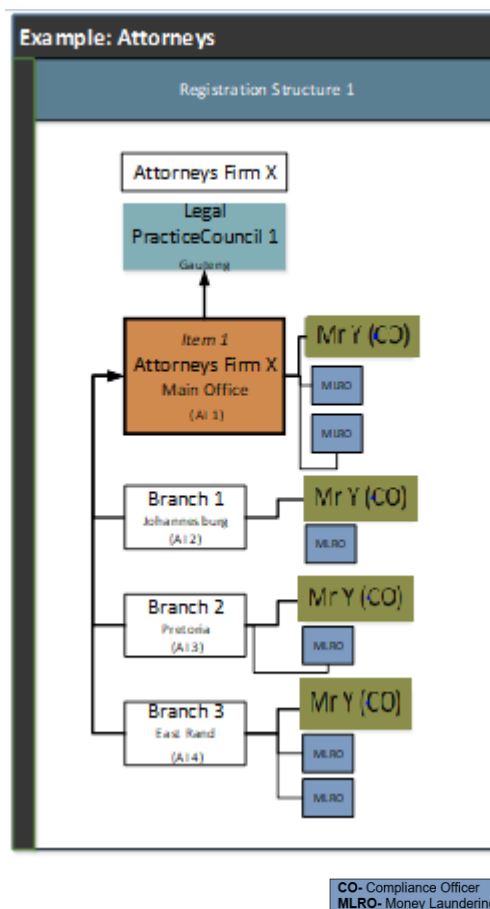 Example: Attorneys
Registration Structure 1
Attorneys Firm X
Legal
PracticeCouncil 1
Gauteng
Item 1
Attorneys Firm X
Main Office
(AI 1)
Mr Y (CO)
MLRO
MLRO
Branch 1
Johannesburg
(AI 2)
Mr Y (CO)
MLRO
Branch 2
Pretoria
(AI 3)
Mr Y (CO)
MLRO
Branch 3
East Rand
(AI 4)
Mr Y (CO)
MLRO
MLRO
CO- Compliance Officer
MLRO- Money Laundering